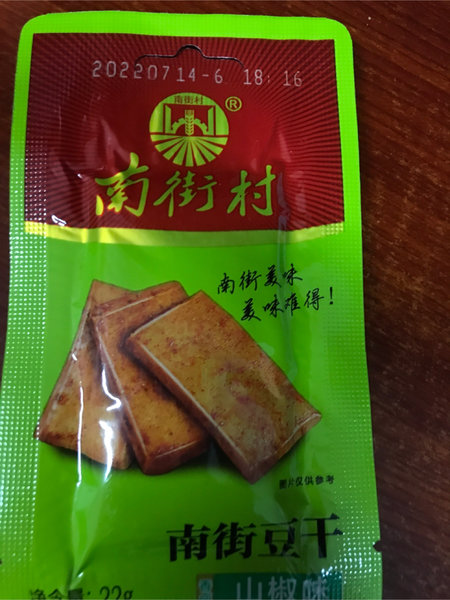 20220714-6 18:16
南街村
®
南街村
南街美味
美味难得!
图片仅供参考
南街豆干
净含量: 22g
山椒味